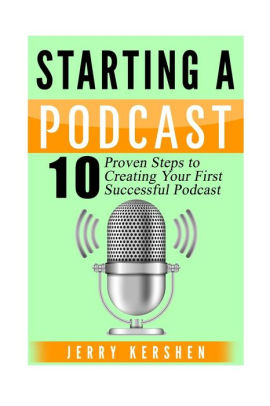 STARTING A
PODCAST
10 Proven Steps to
Creating Your First
Successful Podcast
JERRY KERSHEN